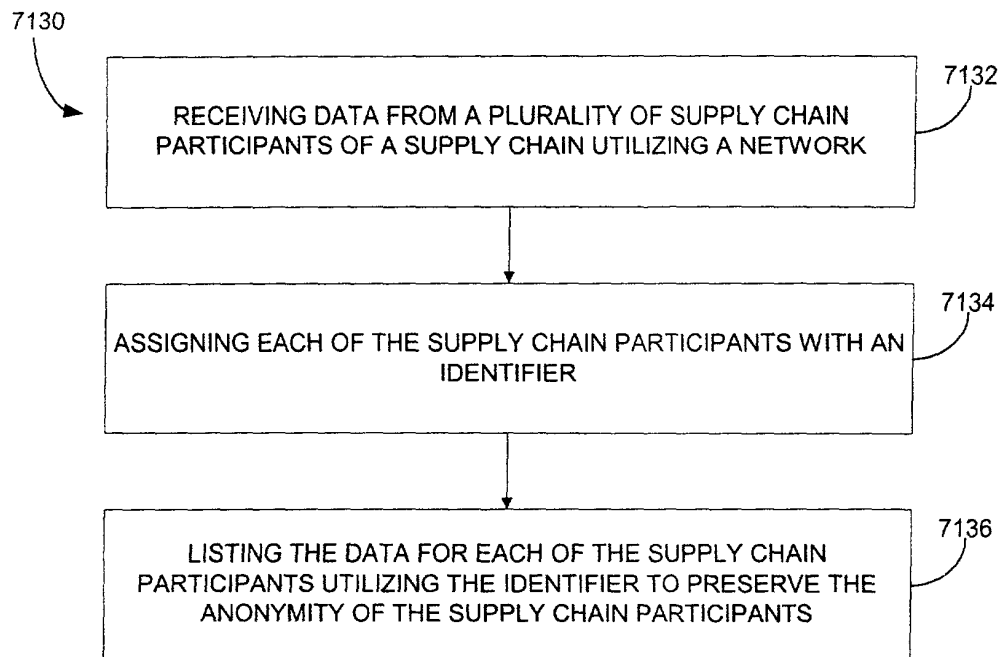 7130
7132
RECEIVING DATA FROM A PLURALITY OF SUPPLY CHAIN
PARTICIPANTS OF A SUPPLY CHAIN UTILIZING A NETWORK
7134
ASSIGNING EACH OF THE SUPPLY CHAIN PARTICIPANTS WITH AN
IDENTIFIER
7136
LISTING THE DATA FOR EACH OF THE SUPPLY CHAIN
PARTICIPANTS UTILIZING THE IDENTIFIER TO PRESERVE THE
ANONYMITY OF THE SUPPLY CHAIN PARTICIPANTS